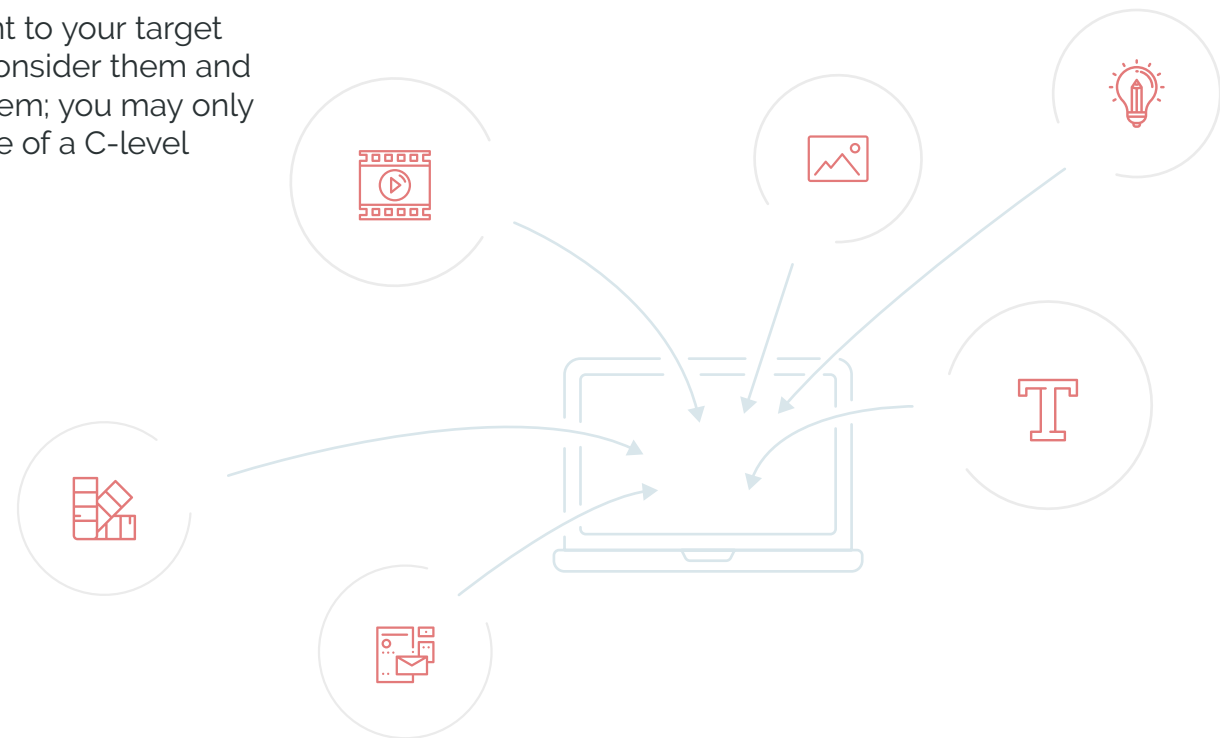 nt to your target
onsider them and
em; you may only
e of a C-level